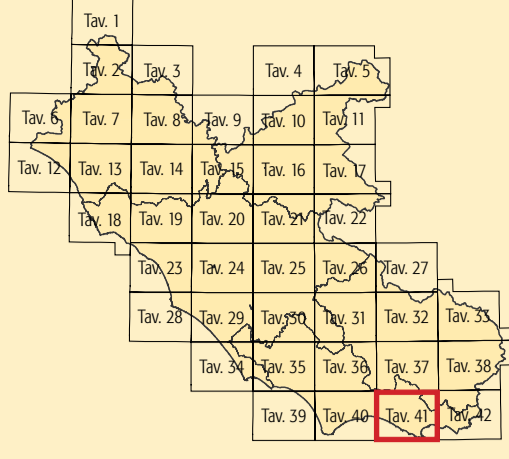 Tav. 1
Tav. 2 Tav. 3 Tav. 4 Tav. 5
Tav. 6 Tav. 7 Tav. 8 Tav. 9 Tav. 10 Tav. 11
Tav. 12 Tav. 13 Tav. 14 Tav. 15 Tav. 16 Tav. 17
Tav. 18 Tav. 19 Tav. 20 Tav. 21 Tav. 22
Tav. 23 Tav. 24 Tav. 25 Tav. 26 Tav. 27
Tav. 28 Tav. 29 Tav. 30 Tav. 31 Tav. 32 Tav. 33
Tav. 34 Tav. 35 Tav. 36 Tav. 37 Tav. 38
Tav. 39 Tav. 40 Tav. 41 Tav. 42